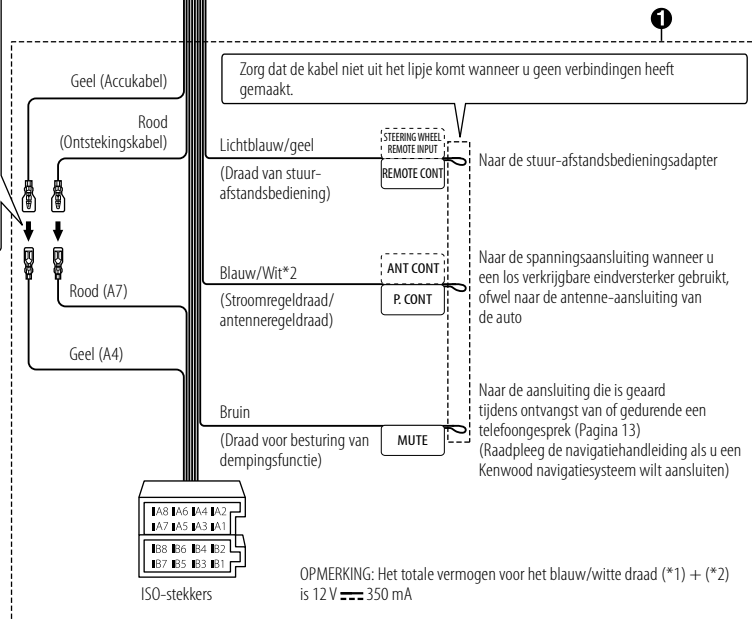 ❶
Zorg dat de kabel niet uit het lipje komt wanneer u geen verbindingen heeft
gemaakt.
Geel (Accukabel)
Rood
(Ontstekingskabel)
Lichtblauw/geel
(Draad van stuur-
afstandsbediening)
STEERING WHEEL
REMOTE INPUT
REMOTE CONT
Naar de stuur-afstandsbedieningsadapter
Blauw/Wit*2
(Stroomregeldraad/
antenneregeldraad)
ANT CONT
P. CONT
Naar de spanningsaansluiting wanneer u
een los verkrijgbare eindversterker gebruikt,
ofwel naar de antenne-aansluiting van
de auto
Rood (A7)
Geel (A4)
Bruin
(Draad voor besturing van
dempingsfunctie)
MUTE
Naar de aansluiting die is geaard
tijdens ontvangst van of gedurende een
telefoongesprek (Pagina 13)
(Raadpleeg de navigatiehandleiding als u een
Kenwood navigatiesysteem wilt aansluiten)
A8 A6 A4 A2
A7 A5 A3 A1
B8 B6 B4 B2
B7 B5 B3 B1
ISO-stekkers
OPMERKING: Het totale vermogen voor het blauw/witte draad (*1) + (*2)
is 12 V ⎓ 350 mA